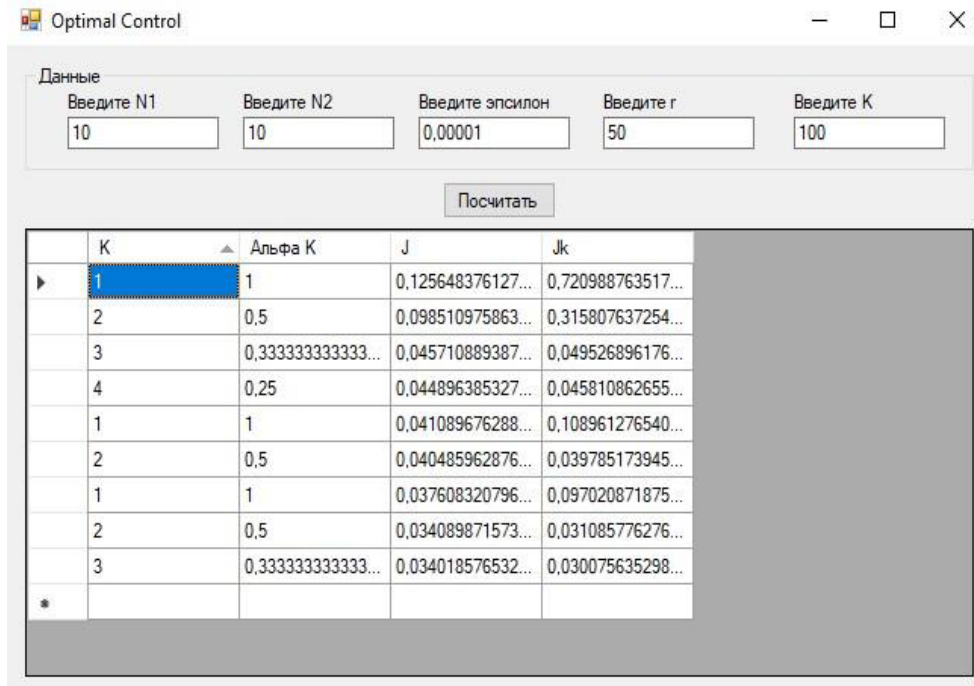 Optimal Control
Данные
Введите N1 Введите N2 Введите эпсилон Введите r Введите K
10 10 0,00001 50 100
Посчитать
K Альфа K J Jk
1 1 0,125648376127... 0,720988763517...
2 0,5 0,098510975863... 0,315807637254...
3 0,333333333333... 0,045710889387... 0,049526896176...
4 0,25 0,044896385327... 0,045810862655...
1 1 0,041089676288... 0,108961276540...
2 0,5 0,040485962876... 0,039785173945...
1 1 0,037608320796... 0,097020871875...
2 0,5 0,034089871573... 0,031085776276...
3 0,333333333333... 0,034018576532... 0,030075635298...